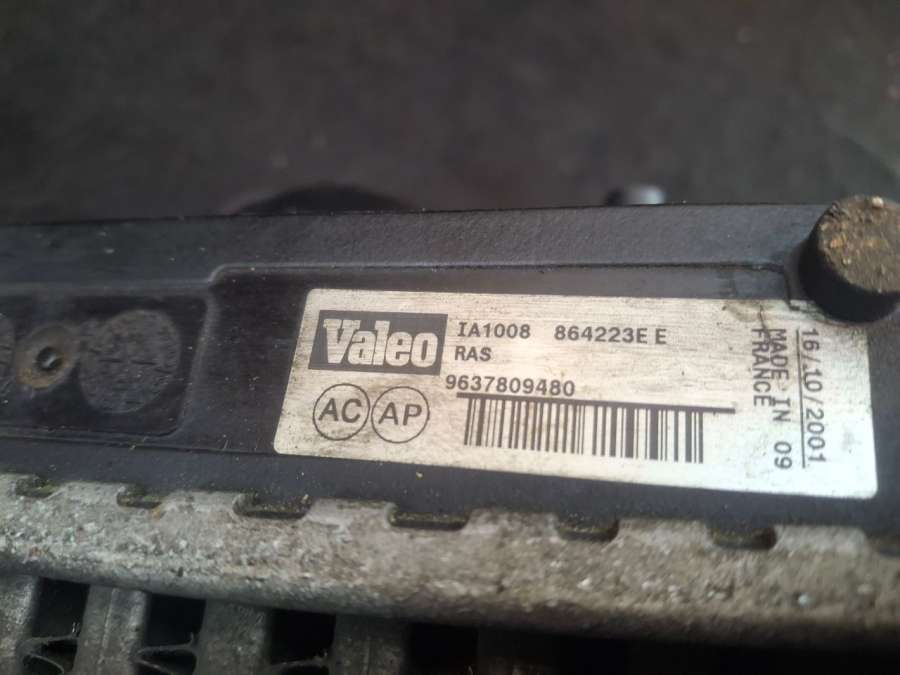 Valeo
IA1008 864223E E
RAS
9637809480
AC AP
16/10/2001
MADE IN 09
FRANCE